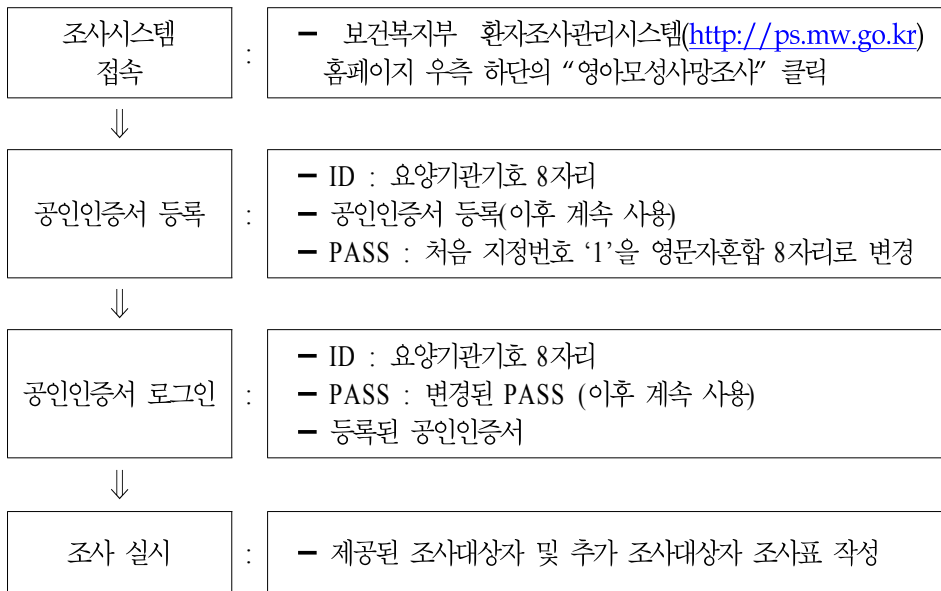 조사시스템
접속
:
━ 보건복지부 환자조사관리시스템(http://ps.mw.go.kr)
홈페이지 우측 하단의 “영아모성사망조사” 클릭
⇓
공인인증서 등록
:
━ ID : 요양기관기호 8자리
━ 공인인증서 등록(이후 계속 사용)
━ PASS : 처음 지정번호 ‘1’을 영문자혼합 8자리로 변경
⇓
공인인증서 로그인
:
━ ID : 요양기관기호 8자리
━ PASS : 변경된 PASS (이후 계속 사용)
━ 등록된 공인인증서
⇓
조사 실시
:
━ 제공된 조사대상자 및 추가 조사대상자 조사표 작성